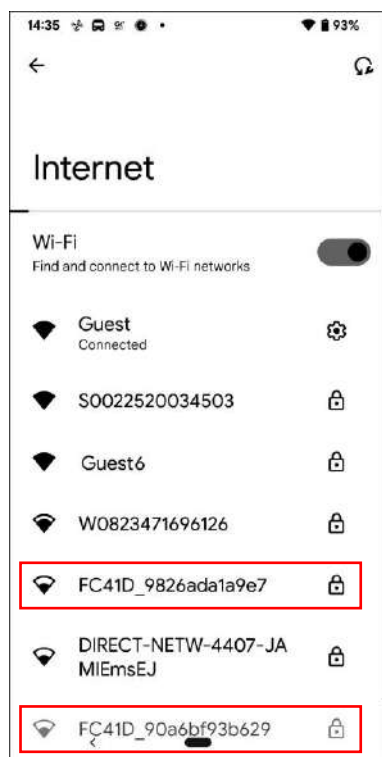 14:35
93%
Internet
Wi-Fi
Find and connect to Wi-Fi networks
Guest
Connected
S0022520034503
Guest6
W0823471696126
FC41D_9826ada1a9e7
DIRECT-NETW-4407-JA
MIEmsEJ
FC41D_90a6bf93b629